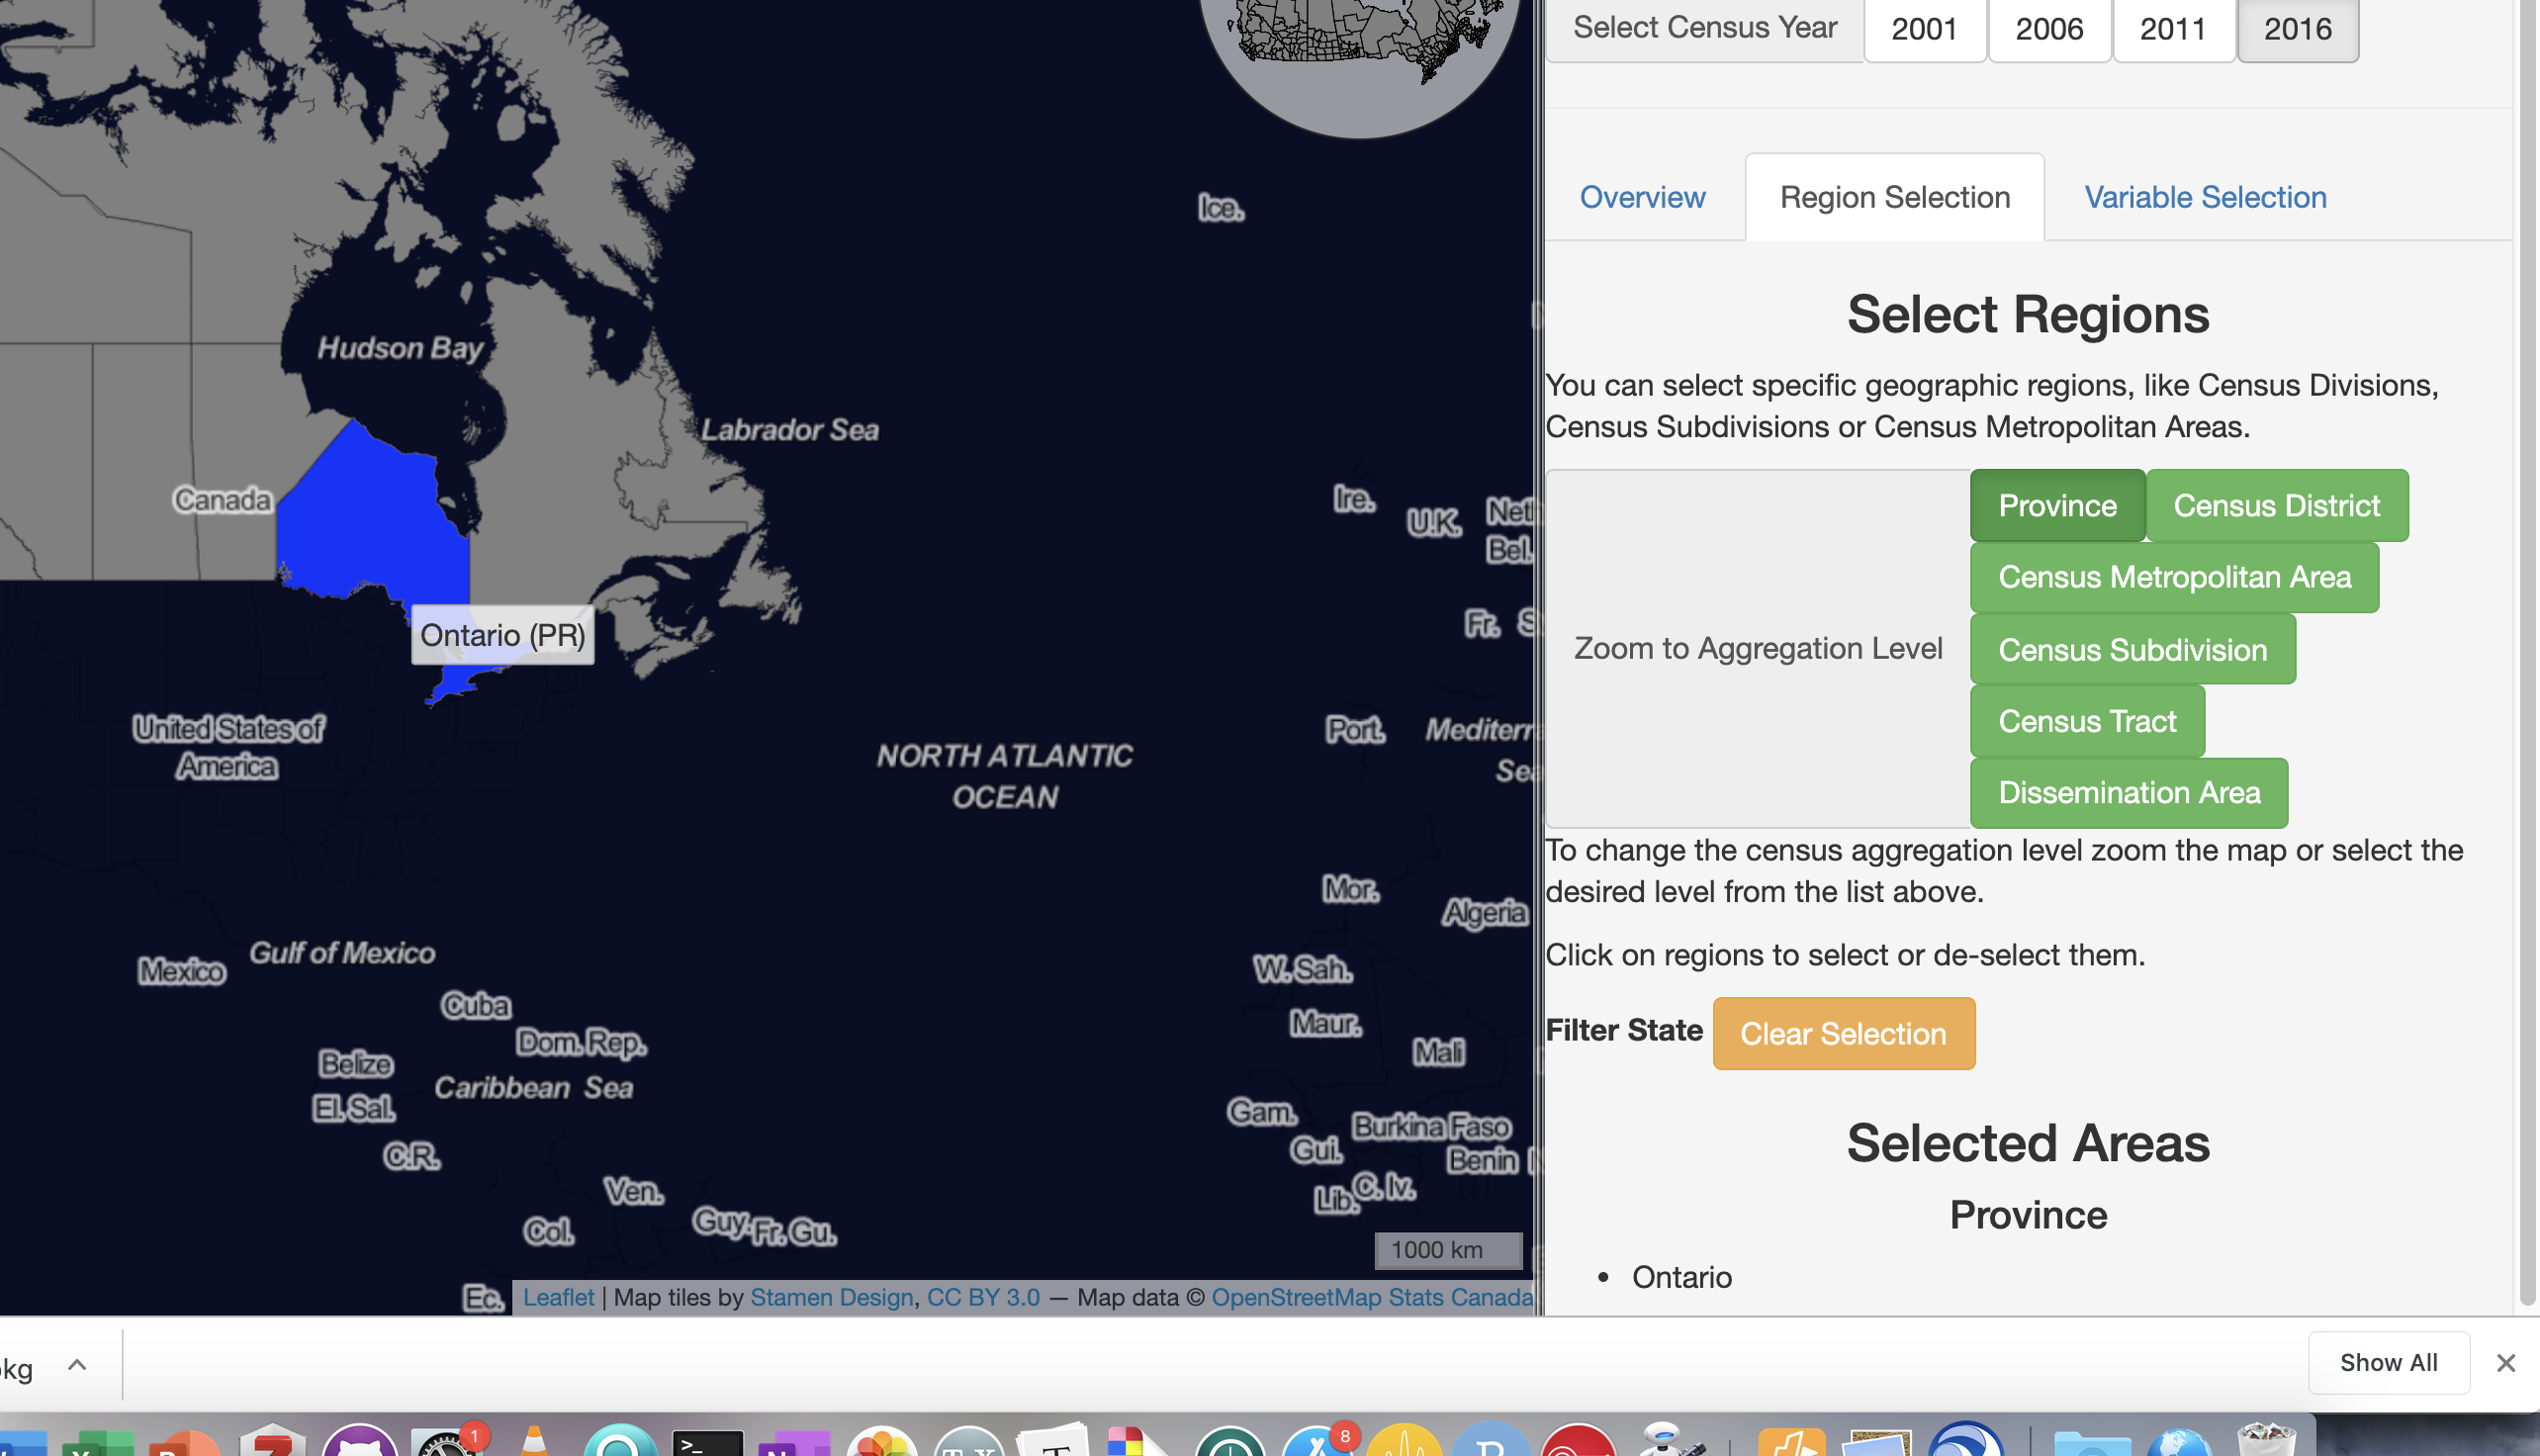 Select Census Year 2001 2006 2011 2016
Overview Region Selection Variable Selection
Select Regions
You can select specific geographic regions, like Census Divisions,
Census Subdivisions or Census Metropolitan Areas.
Zoom to Aggregation Level
Province Census District
Census Metropolitan Area
Census Subdivision
Census Tract
Dissemination Area
To change the census aggregation level zoom the map or select the
desired level from the list above.
Click on regions to select or de-select them.
Filter State Clear Selection
Selected Areas
Province
• Ontario
Ice.
Hudson Bay
Labrador Sea
Canada
Ire.
U.K.
Net
Bel.
Fr. S
Ontario (PR)
United States of
America
NORTH ATLANTIC
OCEAN
Port.
Mediterr
Sea
Mor.
Algeria
Gulf of Mexico
Mexico
W. Sah.
Cuba
Maur.
Dom. Rep.
Mali
Belize
Caribbean Sea
El. Sal.
Gam.
Burkina Faso
Gui.
Benin
C.R.
Lib.
C. Iv.
Ven.
Col.
Guy.
Fr. Gu.
1000 km
Ec.
Leaflet | Map tiles by Stamen Design, CC BY 3.0 — Map data © OpenStreetMap Stats Canada
kg
Show All
1
8